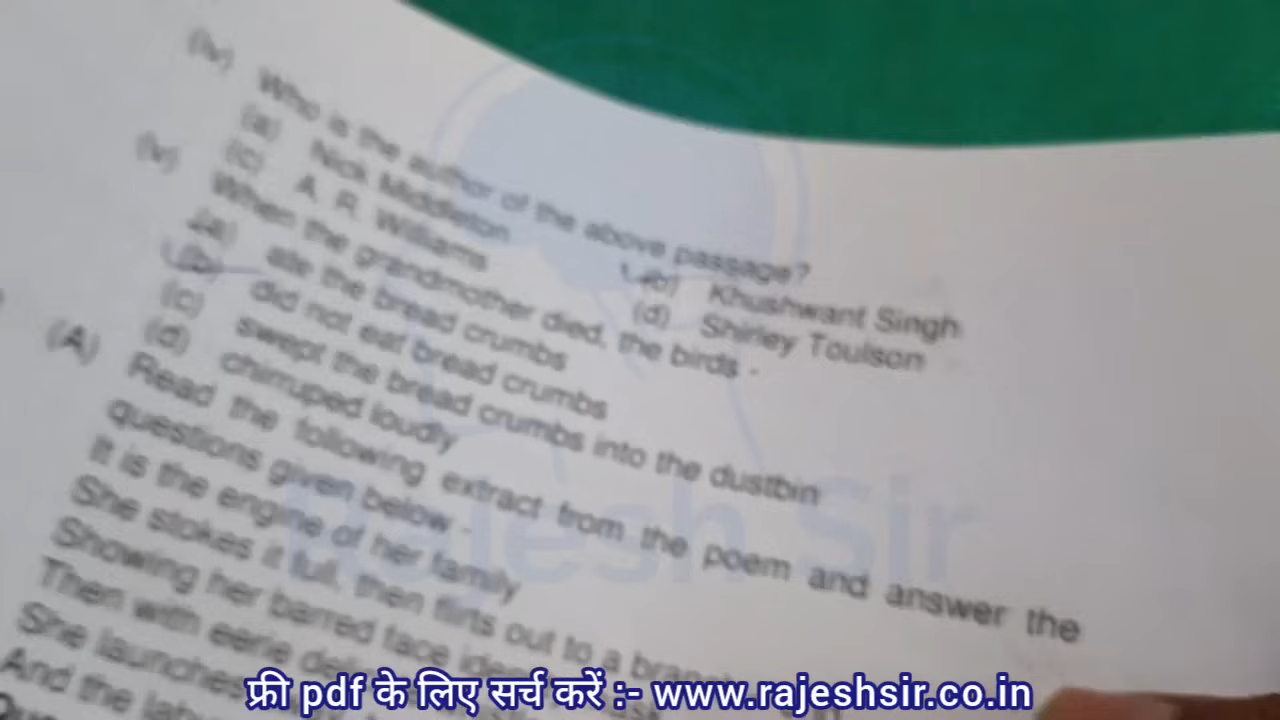 (iv) Who is the author of the above passage?
(a) Nick Middleton (b) Khushwant Singh
(c) A. R. Williams (d) Shirley Toulson
(v) When the grandmother died, the birds -
(a) ate the bread crumbs
(b) did not eat bread crumbs
(c) swept the bread crumbs into the dustbin
(d) chirruped loudly
(A) Read the following extract from the poem and answer the
questions given below -
It is the engine of her family
She stokes it full, then flirts out to a branch
Showing her barred face
Then with eerie
She launches
And the
Rajesh Sir
फ्री pdf के लिए सर्च करें :- www.rajeshsir.co.in